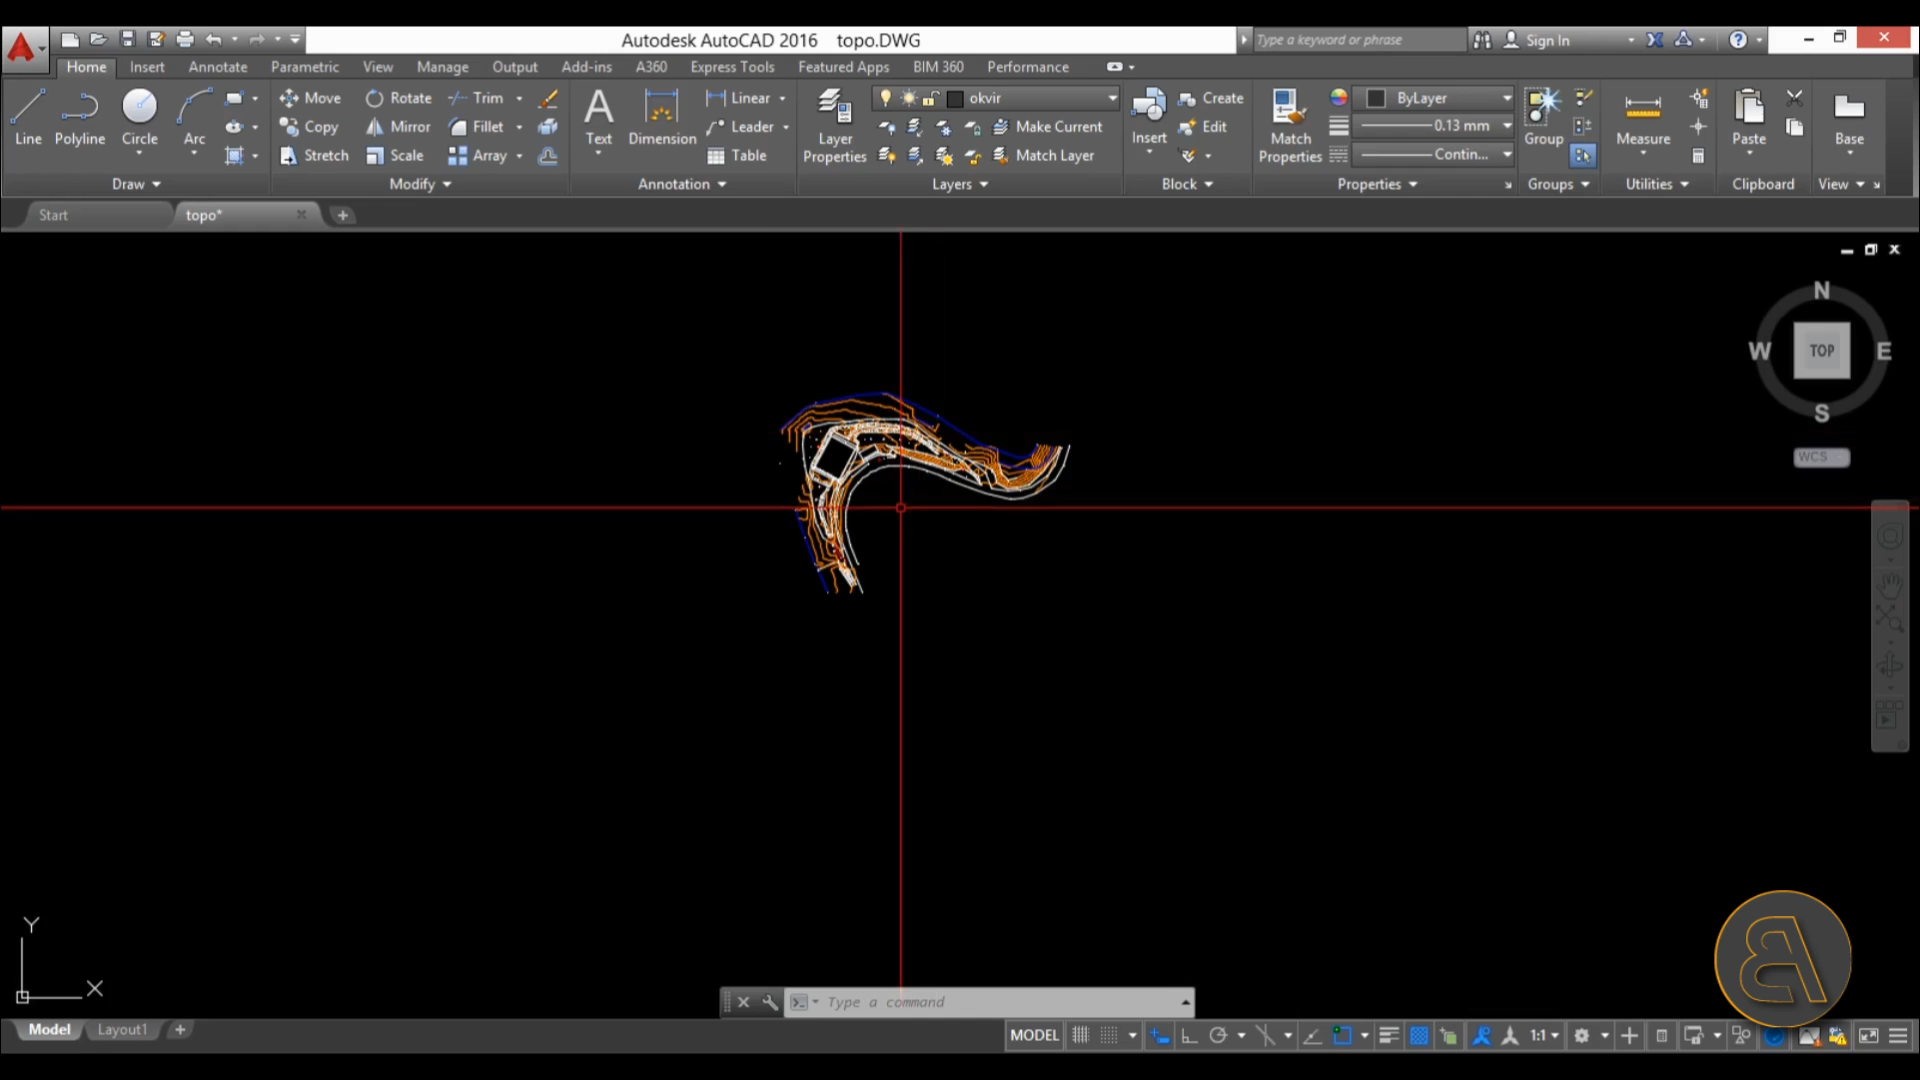 Autodesk AutoCAD 2016 topo.DWG
Type a keyword or phrase
Sign In
Home Insert Annotate Parametric View Manage Output Add-ins A360 Express Tools Featured Apps BIM 360 Performance
Line Polyline Circle Arc
Move Rotate Trim
Copy Mirror Fillet
Stretch Scale Array
Text Dimension
Linear
Leader
Table
Layer Properties
okvir
Make Current
Match Layer
Insert
Create
Edit
Match Properties
ByLayer
0.13 mm
Contin...
Group
Measure
Paste
Base
Draw Modify Annotation Layers Block Properties Groups Utilities Clipboard View
Start topo*
N
W TOP E
S
WCS
Y
X
Type a command
Model Layout1
MODEL 1:1